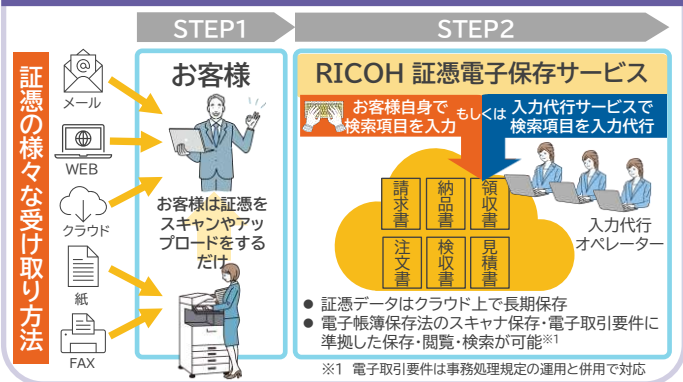 STEP1
STEP2
証憑の様々な受け取り方法
メール
WEB
クラウド
紙
FAX
お客様
お客様は証憑を
スキャンやアッ
プロードをする
だけ
RICOH 証憑電子保存サービス
お客様自身で
検索項目を入力
もしくは
入力代行サービスで
検索項目を入力代行
請求書
納品書
領収書
注文書
検収書
見積書
入力代行
オペレーター
● 証憑データはクラウド上で長期保存
● 電子帳簿保存法のスキャナ保存・電子取引要件に
準拠した保存・閲覧・検索が可能※1
※1 電子取引要件は事務処理規定の運用と併用で対応